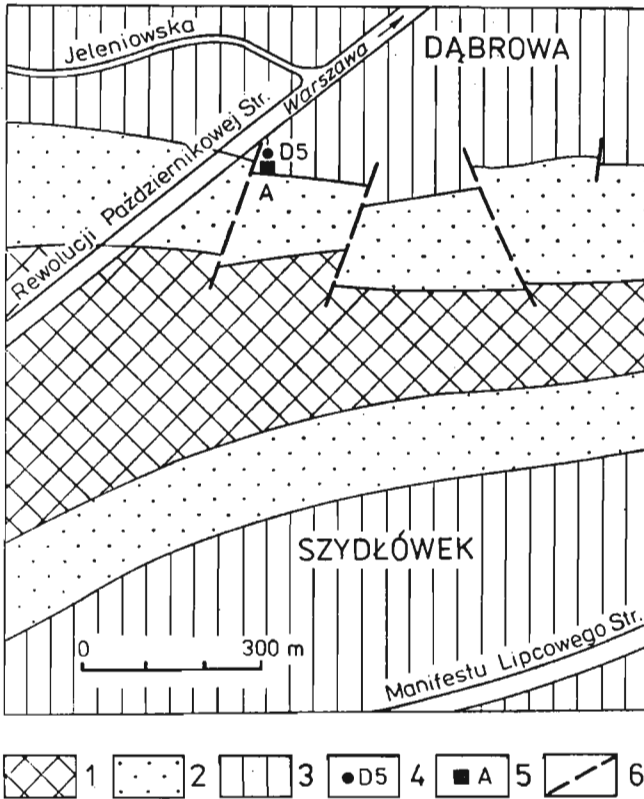 Jeleniowska
DĄBROWA
Warszawa
Rewolucji Październikowej Str.
D5
A
SZYDŁÓWEK
0 300 m
Manifestu Lipcowego Str.
1 2 3 D5 4 A 5 6